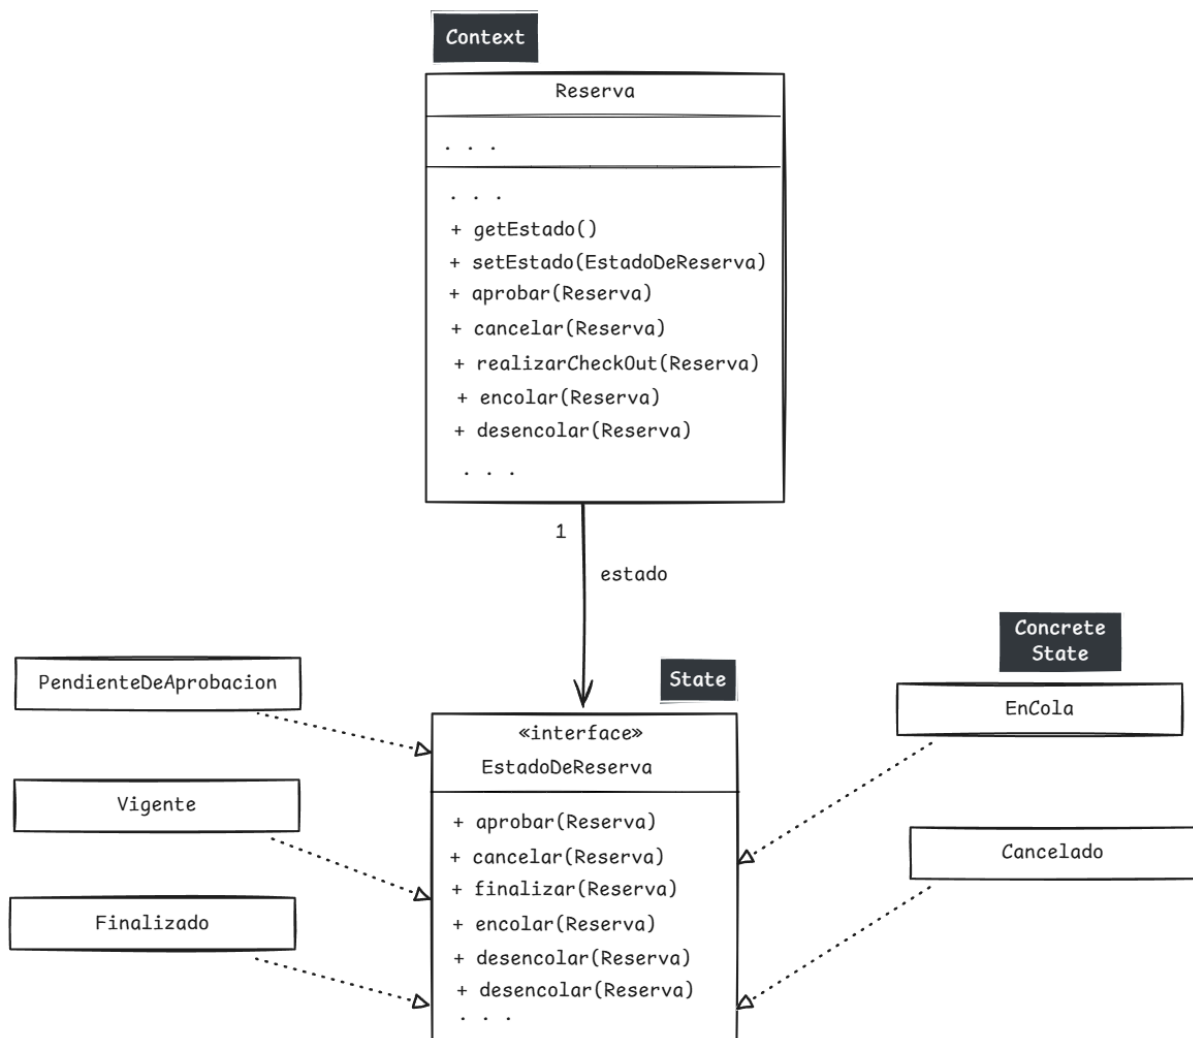 Context
Reserva
. . .
. . .
+ getEstado()
+ setEstado(EstadoDeReserva)
+ aprobar(Reserva)
+ cancelar(Reserva)
+ realizarCheckOut(Reserva)
+ encolar(Reserva)
+ desencolar(Reserva)
. . .
1
estado
Concrete
State
State
PendienteDeAprobacion
EnCola
«interface»
EstadoDeReserva
Vigente
+ aprobar(Reserva)
+ cancelar(Reserva)
+ finalizar(Reserva)
+ encolar(Reserva)
+ desencolar(Reserva)
+ desencolar(Reserva)
. . .
Cancelado
Finalizado